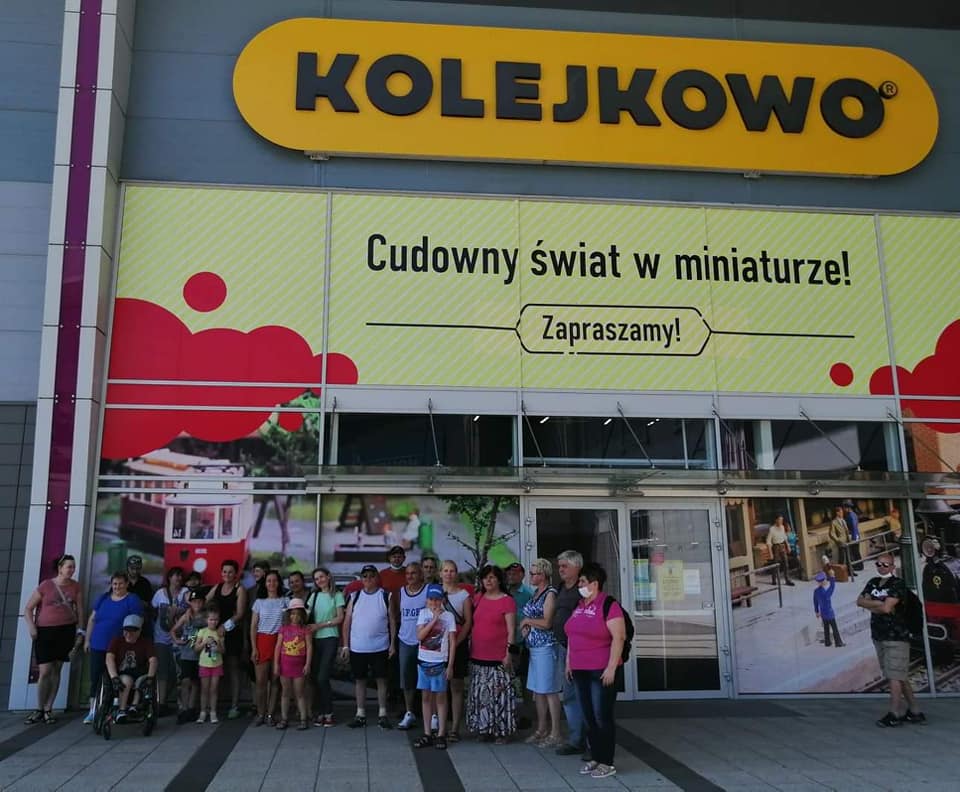 KOLEJKOWO®
Cudowny świat w miniaturze!
Zapraszamy!